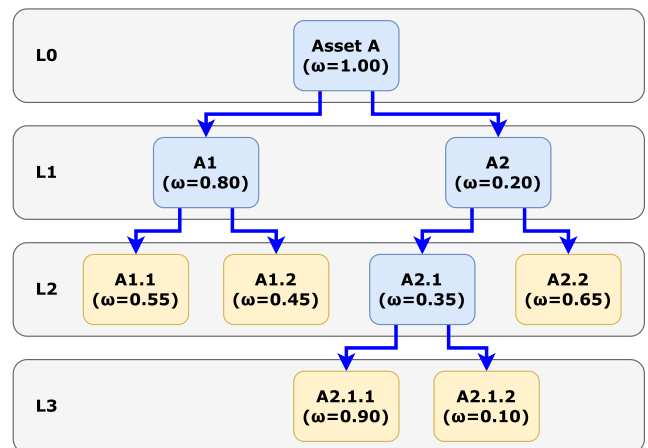 L0
Asset A
(ω=1.00)
L1
A1
(ω=0.80)
A2
(ω=0.20)
L2
A1.1
(ω=0.55)
A1.2
(ω=0.45)
A2.1
(ω=0.35)
A2.2
(ω=0.65)
L3
A2.1.1
(ω=0.90)
A2.1.2
(ω=0.10)